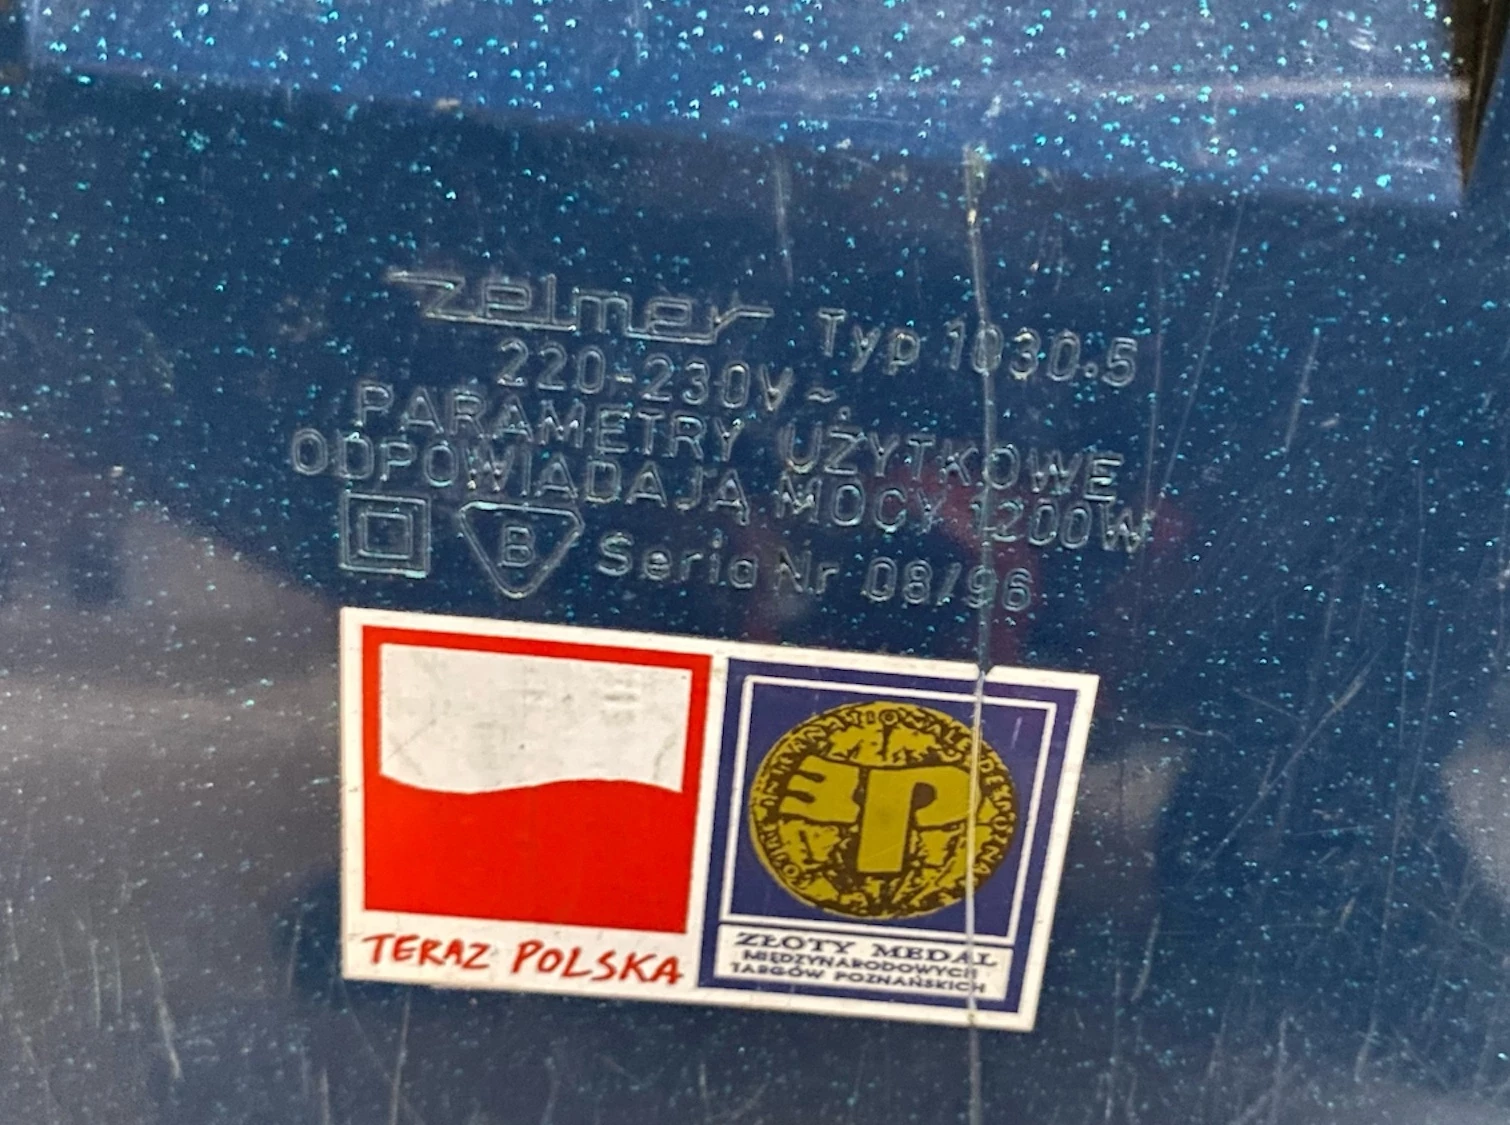 zelmer Typ 1030.5
220-230V~
PARAMETRY UŻYTKOWE
ODPOWIADAJĄ MOCY 1200W
B Seria Nr 08/96
TERAZ POLSKA
ZŁOTY MEDAL
MIĘDZYNARODOWYCH
TARGÓW POZNAŃSKICH